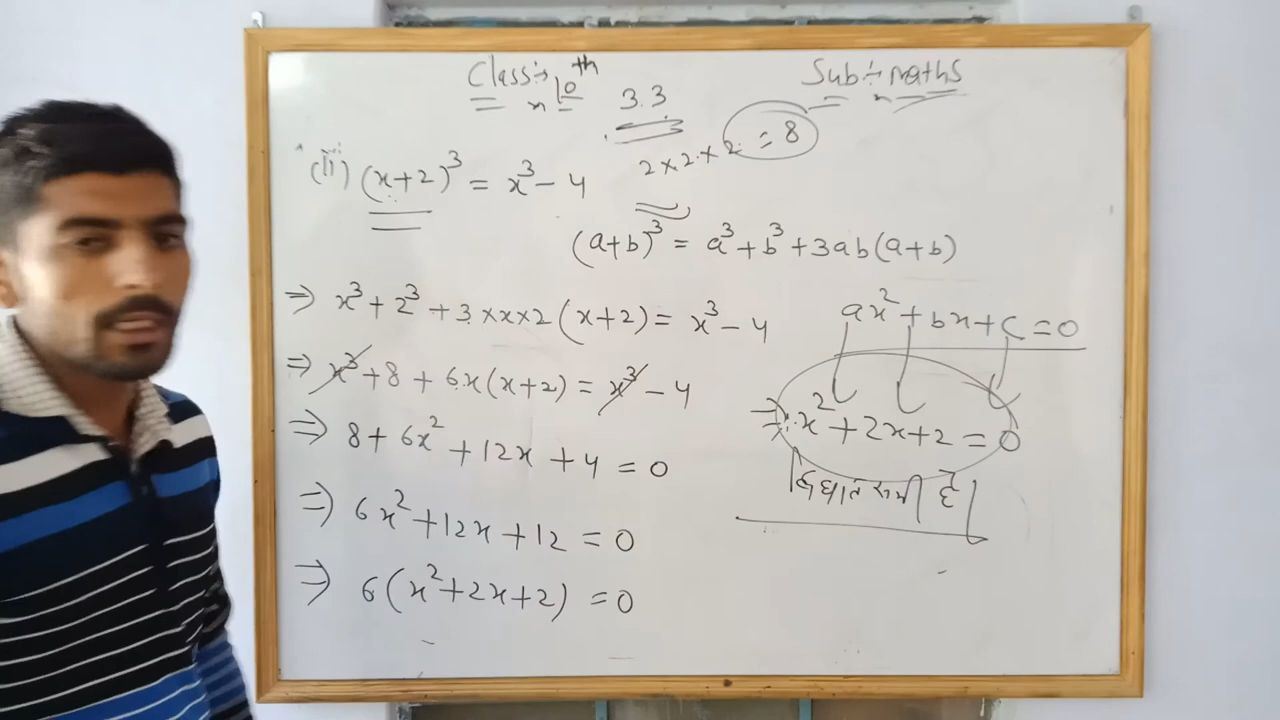 Class:- 10th
Sub:- maths
3.3
2×2×2 = 8
(ii) (x+2)³ = x³ - 4
(a+b)³ = a³+b³+3ab(a+b)
⇒ x³ + 2³ + 3×x×2(x+2) = x³ - 4
⇒ x³ + 8 + 6x(x+2) = x³ - 4
⇒ 8 + 6x² + 12x + 4 = 0
⇒ 6x² + 12x + 12 = 0
⇒ 6(x²+2x+2) = 0
ax² + bx + c = 0
⇒ x² + 2x + 2 = 0
है